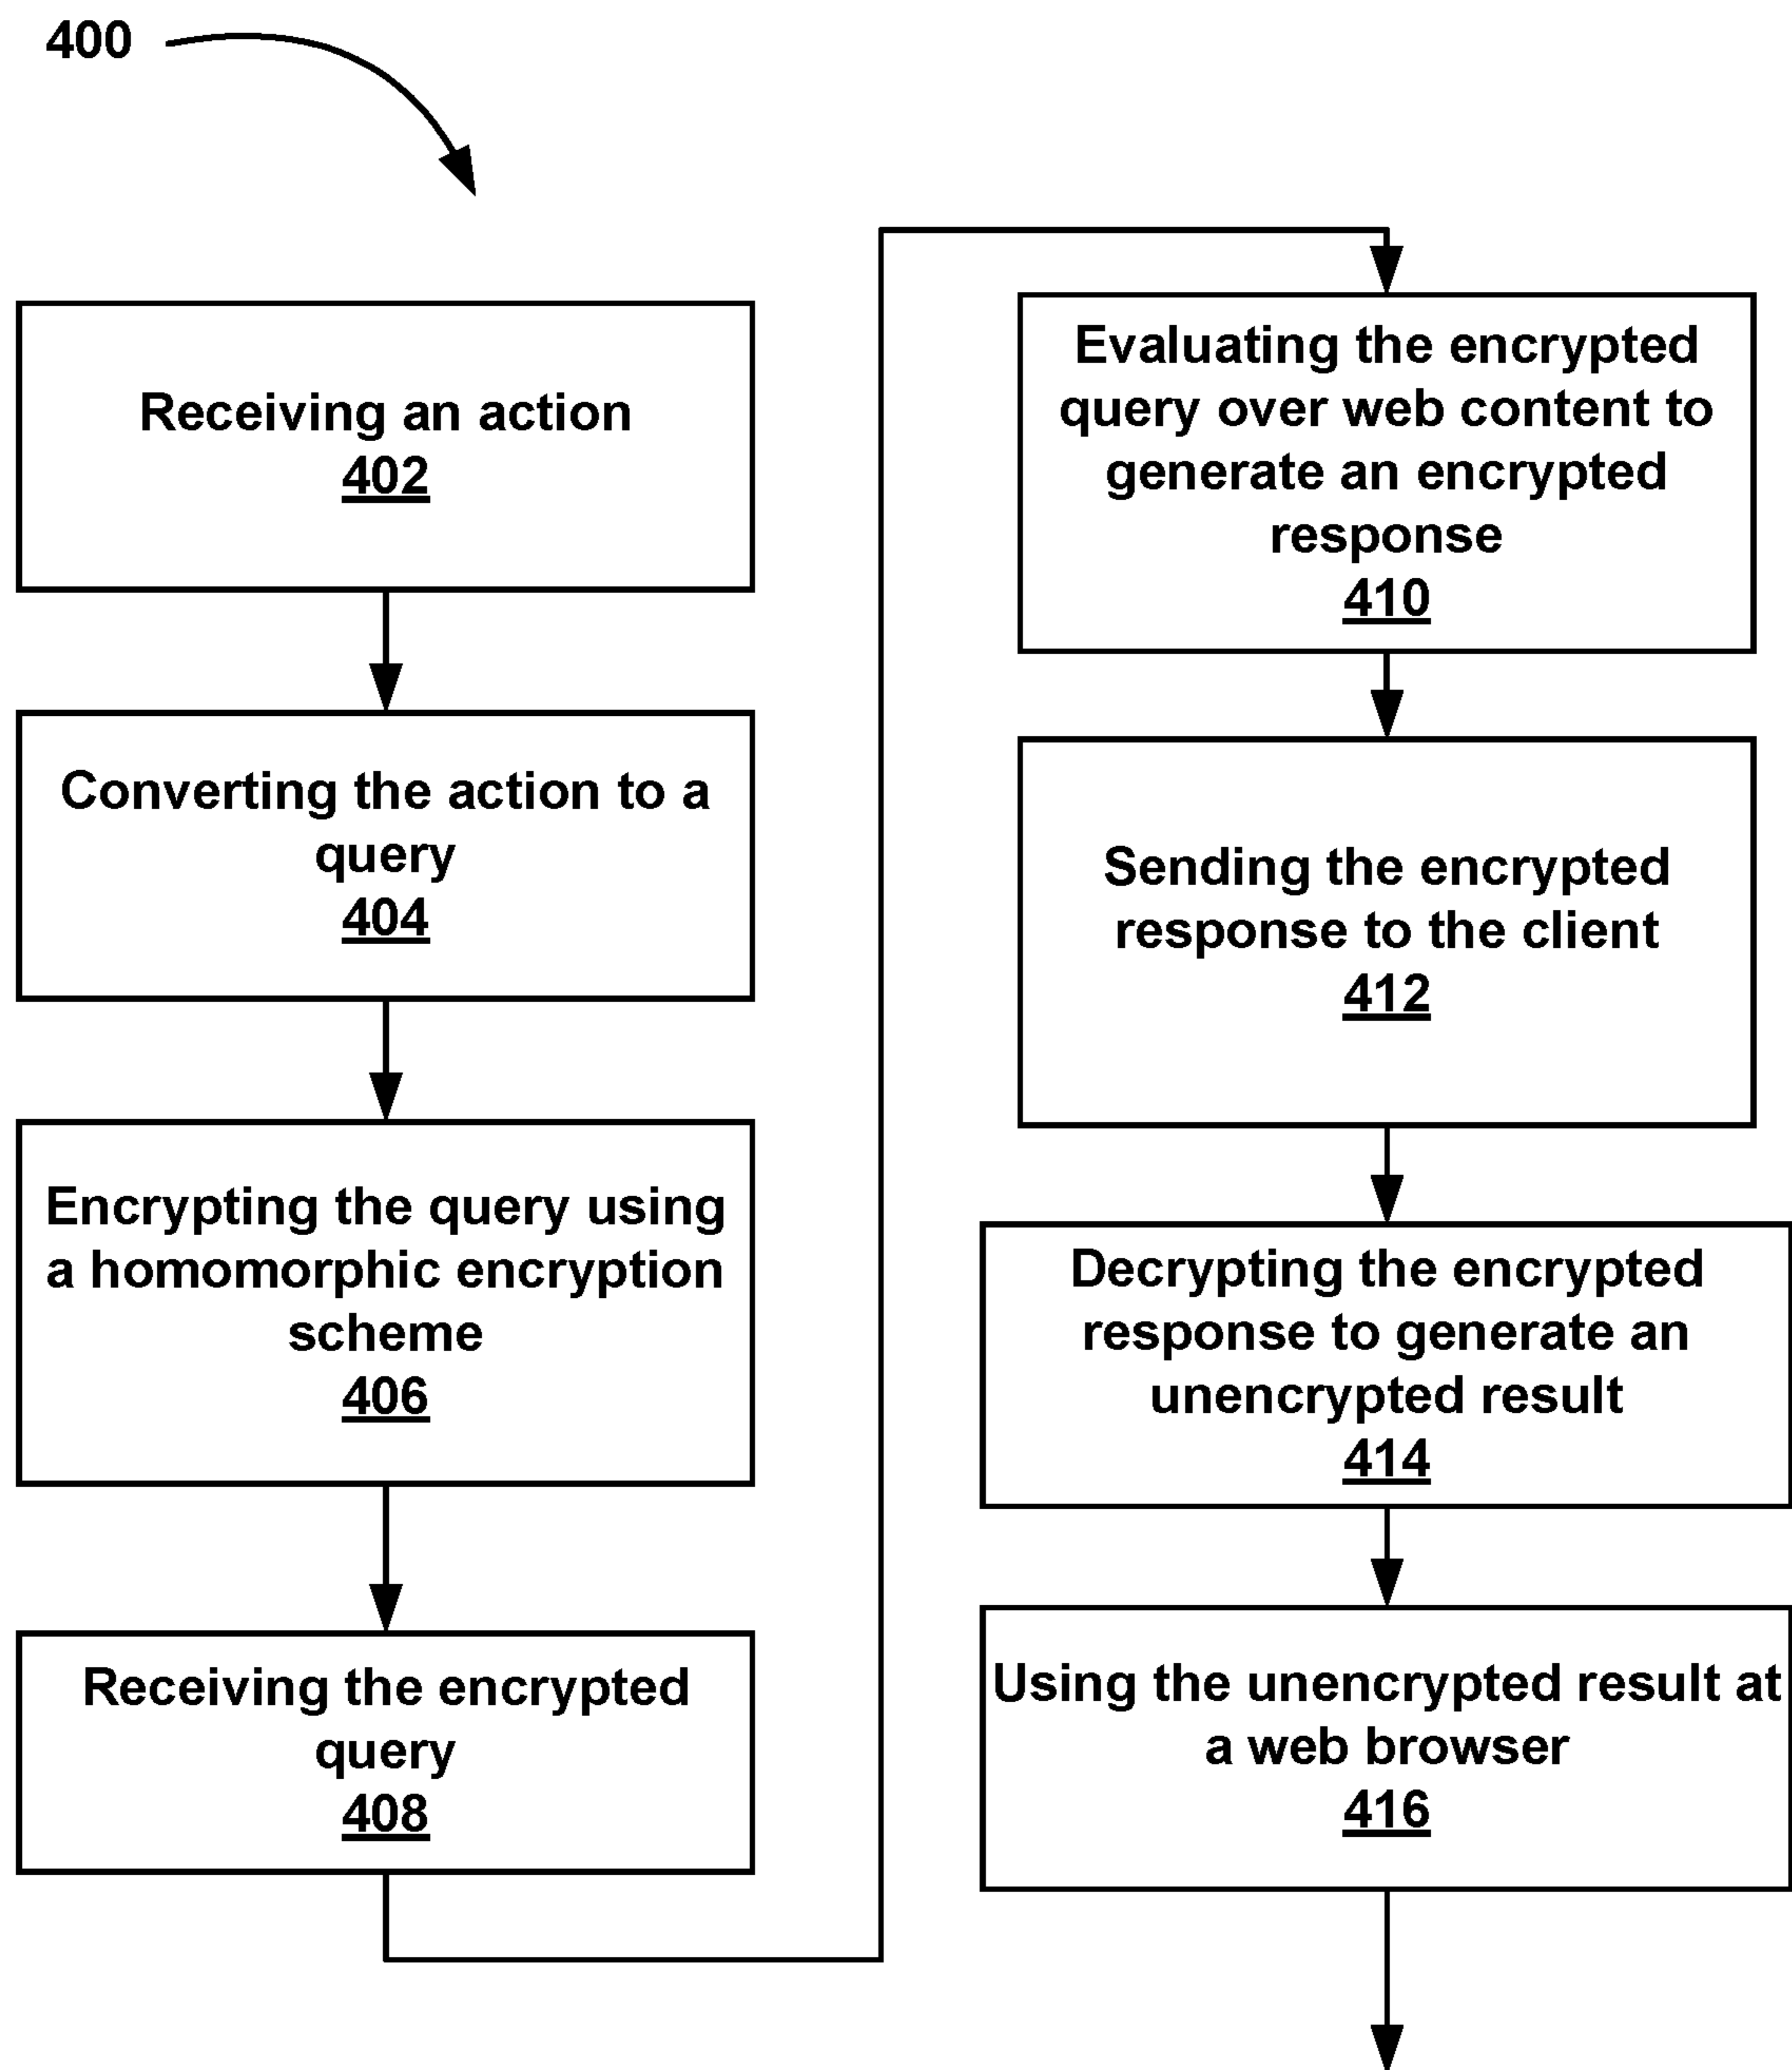 400
Receiving an action
402
Converting the action to a
query
404
Encrypting the query using
a homomorphic encryption
scheme
406
Receiving the encrypted
query
408
Evaluating the encrypted
query over web content to
generate an encrypted
response
410
Sending the encrypted
response to the client
412
Decrypting the encrypted
response to generate an
unencrypted result
414
Using the unencrypted result at
a web browser
416